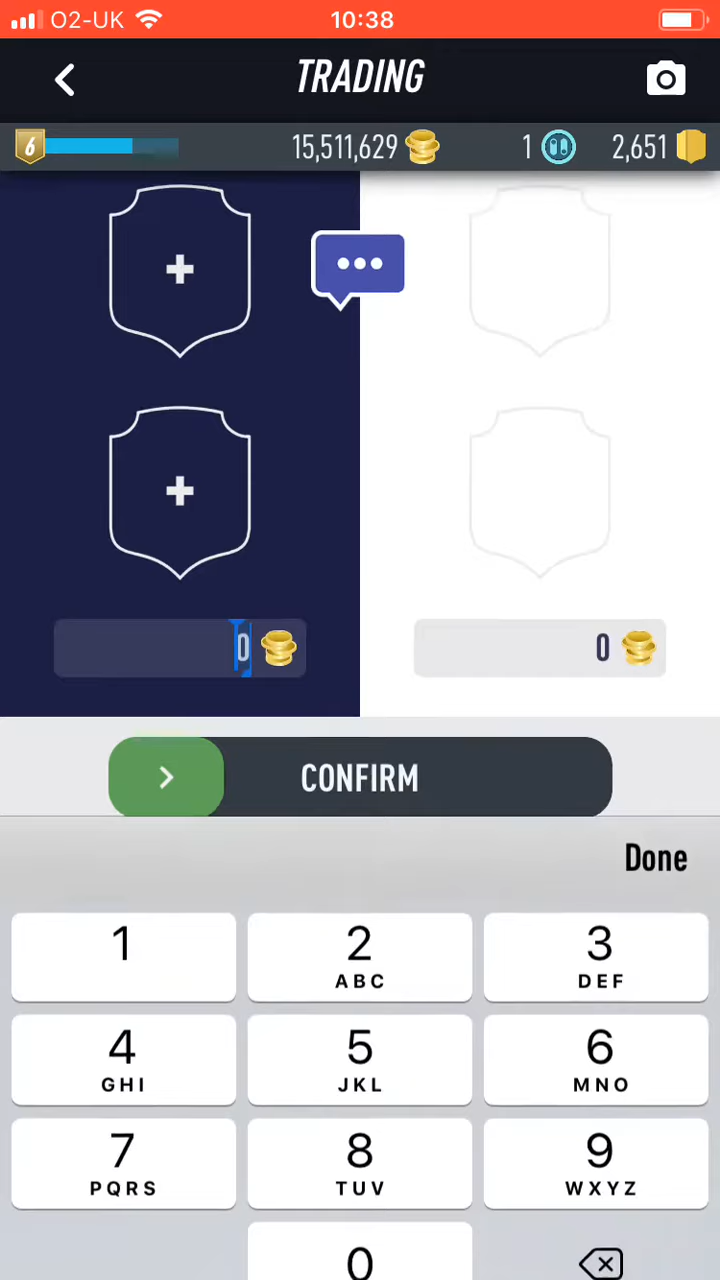 O2-UK 10:38
TRADING
6 15,511,629 1 2,651
0 0
CONFIRM
Done
1 2 3
ABC DEF
4 5 6
GHI JKL MNO
7 8 9
PQRS TUV WXYZ
0